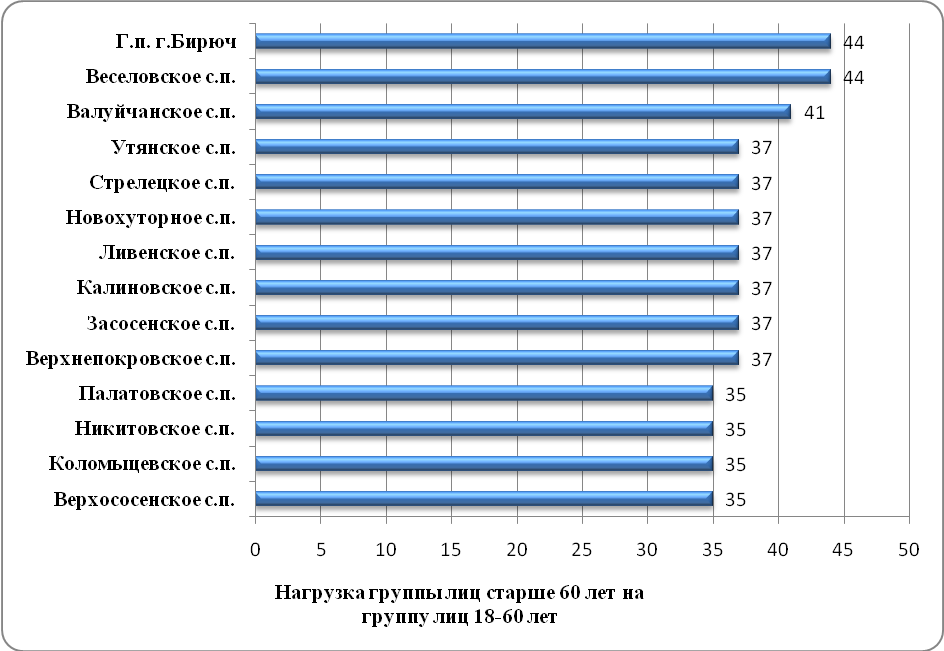 Г.п. г.Бирюч 44
Веселовское с.п. 44
Валуйчанское с.п. 41
Утянское с.п. 37
Стрелецкое с.п. 37
Новохуторное с.п. 37
Ливенское с.п. 37
Калиновское с.п. 37
Засосенское с.п. 37
Верхнепокровское с.п. 37
Палатовское с.п. 35
Никитовское с.п. 35
Коломыцевское с.п. 35
Верхососенское с.п. 35
0 5 10 15 20 25 30 35 40 45 50
Нагрузка группы лиц старше 60 лет на
группу лиц 18-60 лет